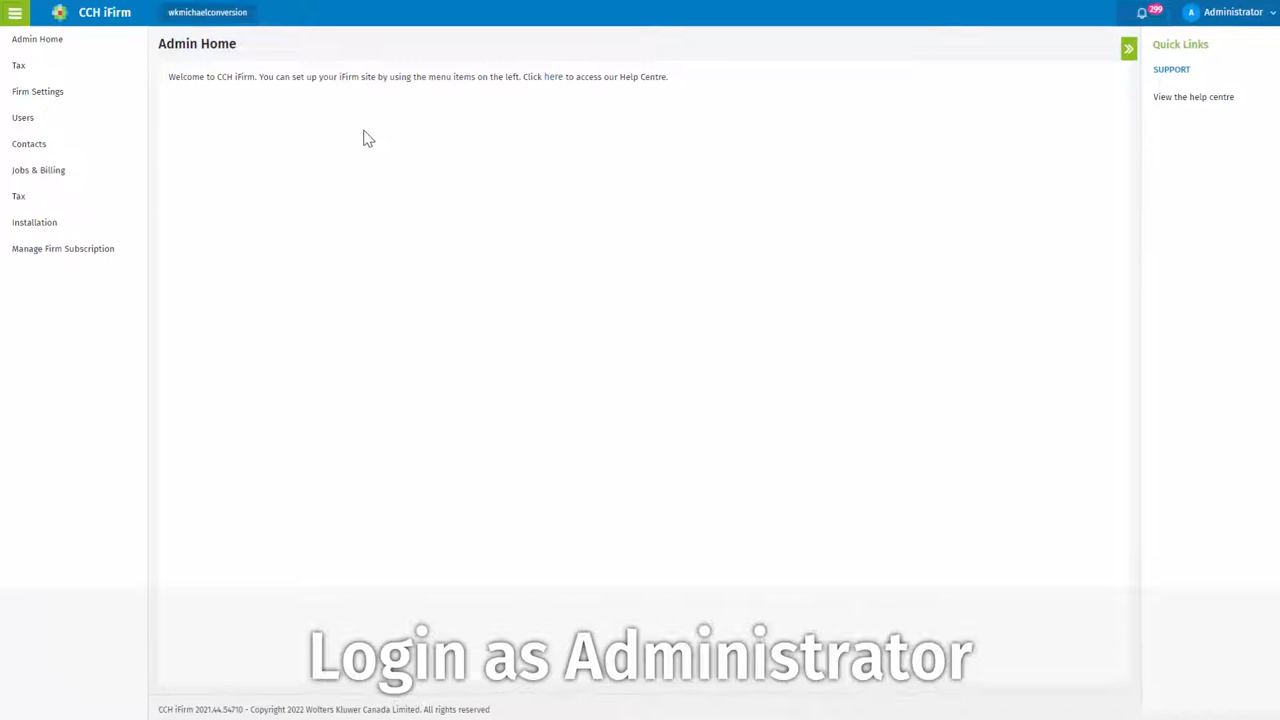 CCH iFirm
wkmichaelconversion
299
A
Administrator
Admin Home
Tax
Firm Settings
Users
Contacts
Jobs & Billing
Tax
Installation
Manage Firm Subscription
Admin Home
Welcome to CCH iFirm. You can set up your iFirm site by using the menu items on the left. Click here to access our Help Centre.
Quick Links
SUPPORT
View the help centre
Login as Administrator
CCH iFirm 2021.44.54710 - Copyright 2022 Wolters Kluwer Canada Limited. All rights reserved